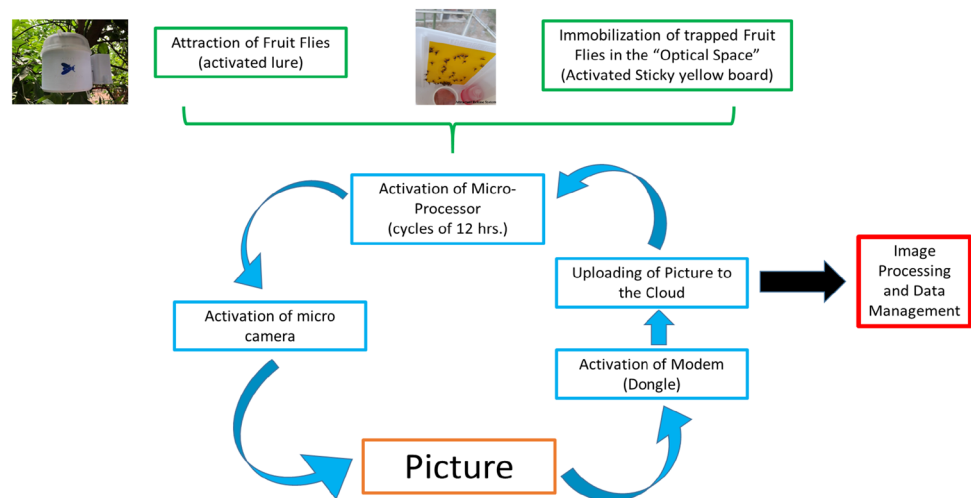 Attraction of Fruit Flies
(activated lure)
Immobilization of trapped Fruit
Flies in the “Optical Space”
(Activated Sticky yellow board)
Activation of Micro-
Processor
(cycles of 12 hrs.)
Activation of micro
camera
Picture
Activation of Modem
(Dongle)
Uploading of Picture to
the Cloud
Image
Processing
and Data
Management